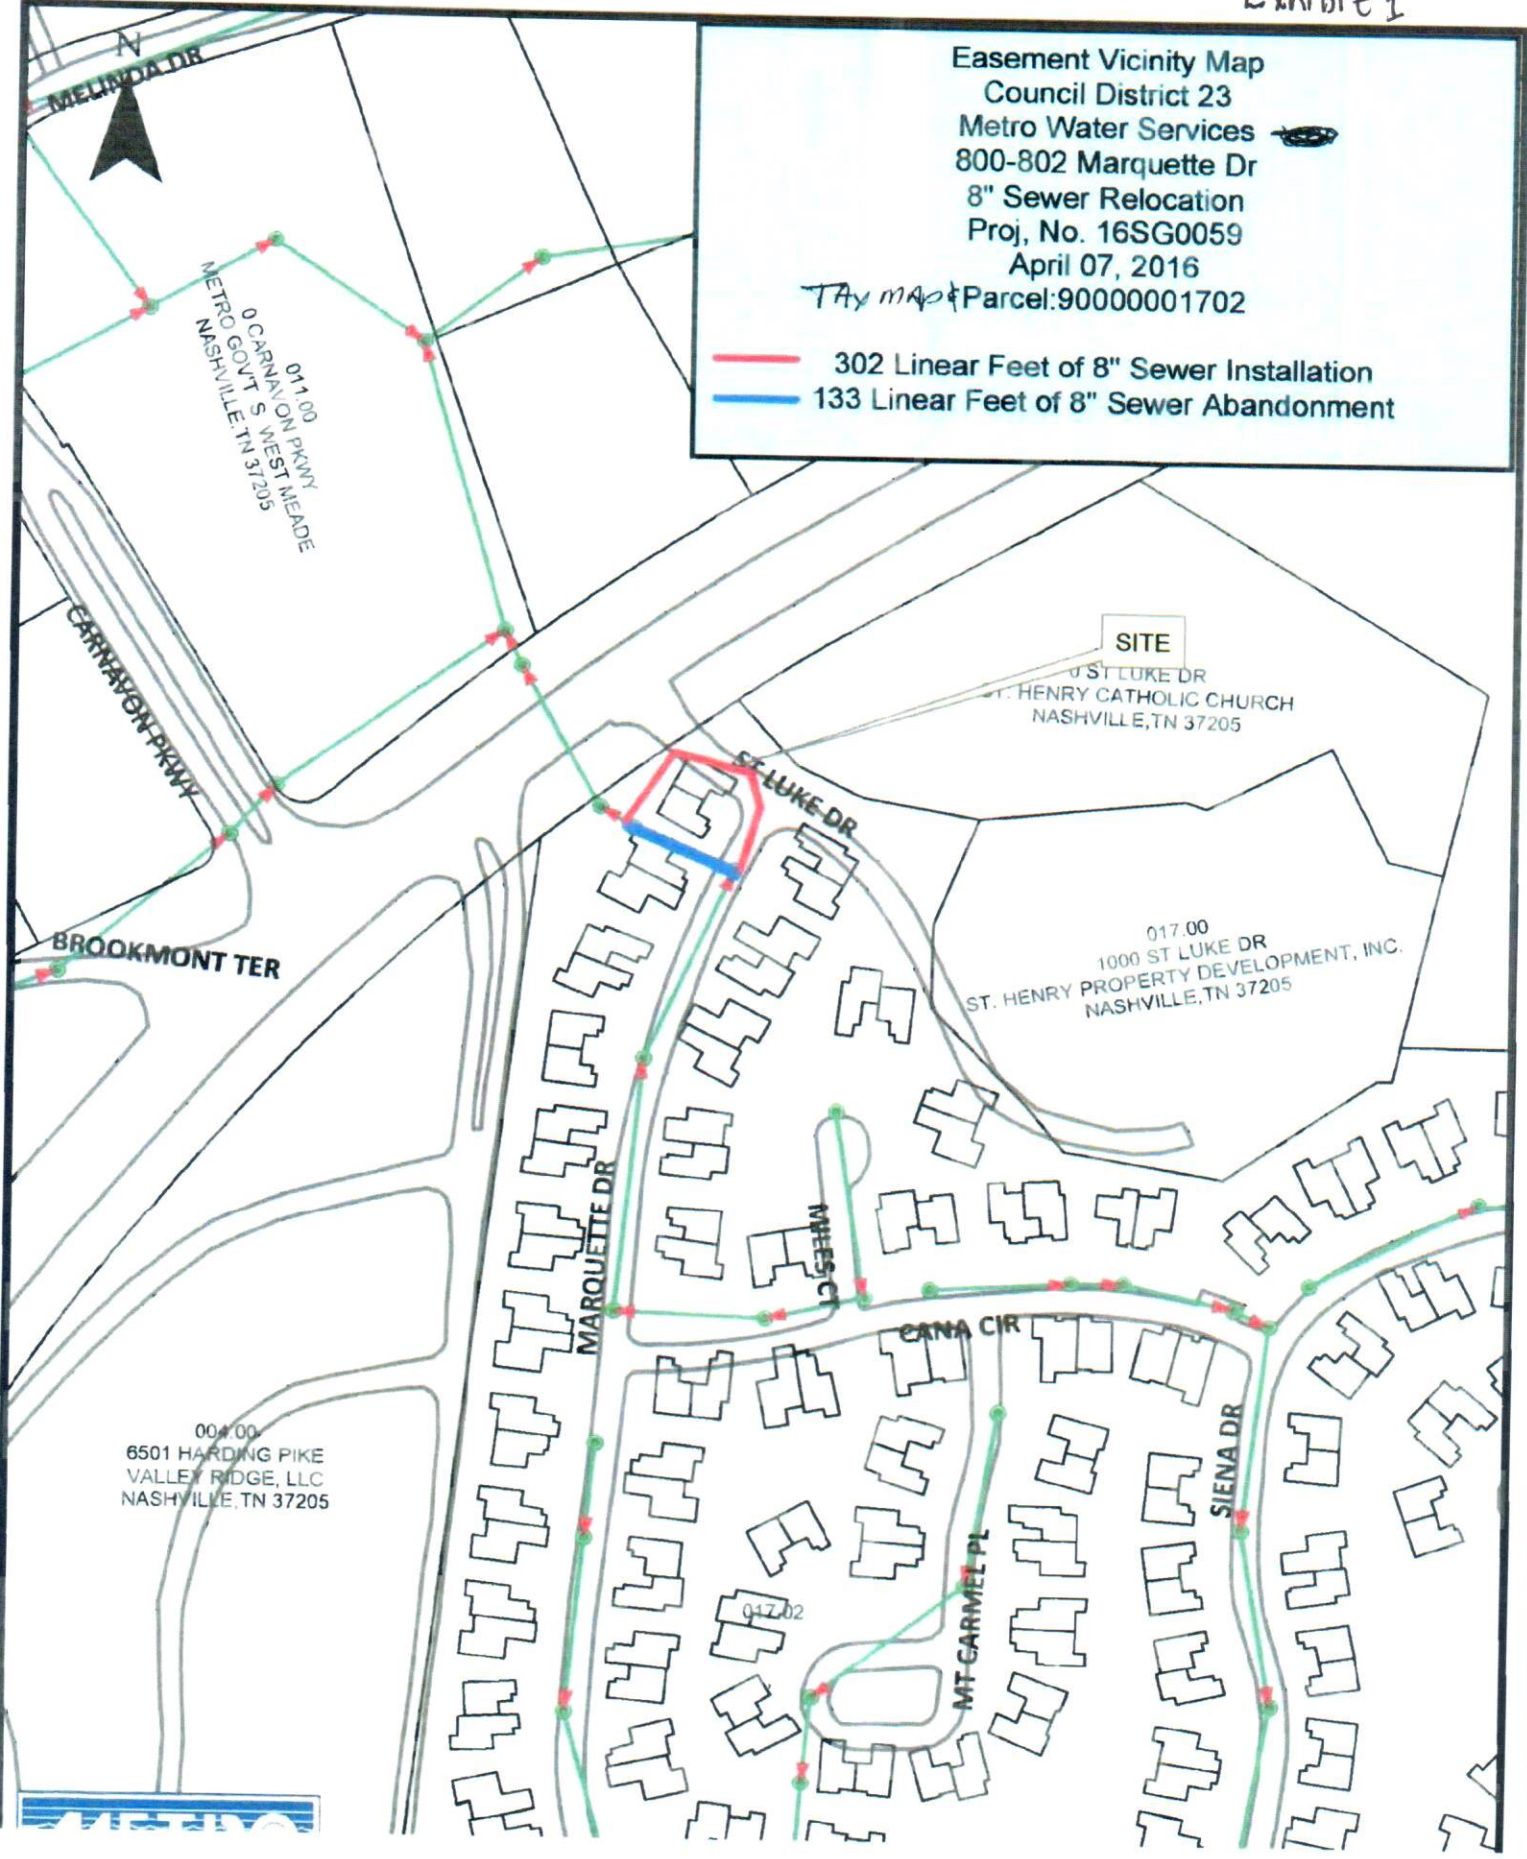 Exhibit 1
N
MELINDA DR
Easement Vicinity Map
Council District 23
Metro Water Services
800-802 Marquette Dr
8" Sewer Relocation
Proj, No. 16SG0059
April 07, 2016
TAx mAp & Parcel:90000001702
302 Linear Feet of 8" Sewer Installation
133 Linear Feet of 8" Sewer Abandonment
011.00
0 CARNAVON PKWY
METRO GOV'T S WEST MEADE
NASHVILLE,TN 37205
CARNAVON PKWY
SITE
0 ST LUKE DR
ST. HENRY CATHOLIC CHURCH
NASHVILLE,TN 37205
ST LUKE DR
BROOKMONT TER
017.00
1000 ST LUKE DR
ST. HENRY PROPERTY DEVELOPMENT, INC.
NASHVILLE,TN 37205
MARQUETTE DR
MILES CT
CANA CIR
004.00
6501 HARDING PIKE
VALLEY RIDGE, LLC
NASHVILLE,TN 37205
SIENA DR
MT CARMEL PL
017.02
METRO